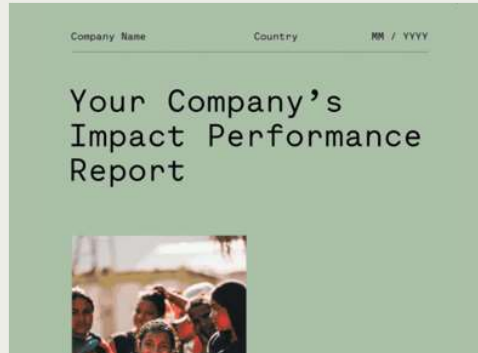 Company Name Country MM / YYYY
Your Company’s
Impact Performance
Report